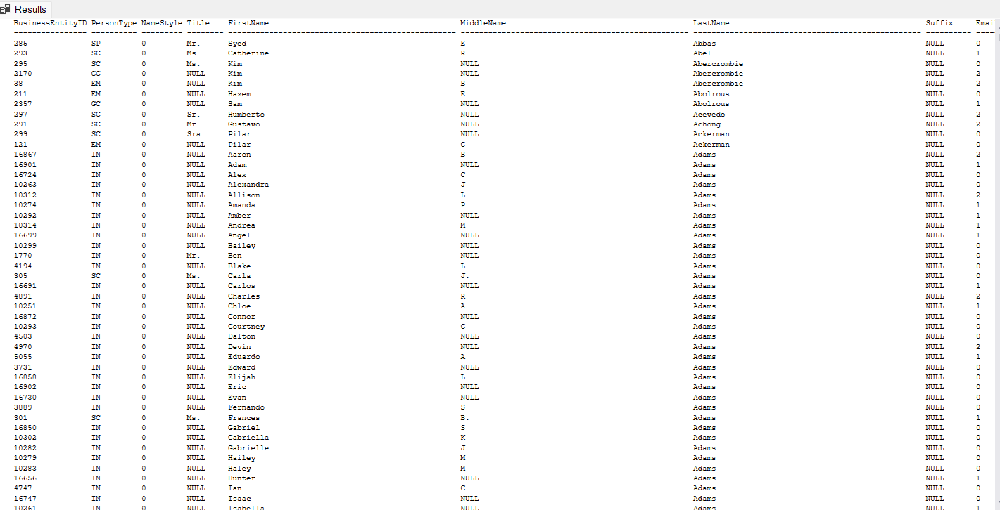 Results
BusinessEntityID PersonType NameStyle Title FirstName MiddleName LastName Suffix Emai
---------------- ---------- --------- -------- -------------------------------------------------- -------------------------------------------------- -------------------------------------------------- ---------- ----
285 SP 0 Mr. Syed E Abbas NULL 0
293 SC 0 Ms. Catherine R. Abel NULL 1
295 SC 0 Ms. Kim NULL Abercrombie NULL 0
2170 GC 0 NULL Kim NULL Abercrombie NULL 2
38 EM 0 NULL Kim B Abercrombie NULL 2
211 EM 0 NULL Hazem E Abolrous NULL 0
2357 GC 0 NULL Sam NULL Abolrous NULL 1
297 SC 0 Sr. Humberto NULL Acevedo NULL 2
291 SC 0 Mr. Gustavo NULL Achong NULL 2
299 SC 0 Sra. Pilar NULL Ackerman NULL 0
121 EM 0 NULL Pilar G Ackerman NULL 0
16867 IN 0 NULL Aaron B Adams NULL 2
16901 IN 0 NULL Adam NULL Adams NULL 1
16724 IN 0 NULL Alex C Adams NULL 0
10263 IN 0 NULL Alexandra J Adams NULL 0
10312 IN 0 NULL Allison L Adams NULL 2
10274 IN 0 NULL Amanda P Adams NULL 1
10292 IN 0 NULL Amber NULL Adams NULL 1
10314 IN 0 NULL Andrea M Adams NULL 1
16699 IN 0 NULL Angel NULL Adams NULL 1
10299 IN 0 NULL Bailey NULL Adams NULL 0
1770 IN 0 Mr. Ben NULL Adams NULL 0
4194 IN 0 NULL Blake L Adams NULL 0
305 SC 0 Ms. Carla J. Adams NULL 0
16691 IN 0 NULL Carlos NULL Adams NULL 1
4891 IN 0 NULL Charles R Adams NULL 2
10251 IN 0 NULL Chloe A Adams NULL 1
16872 IN 0 NULL Connor NULL Adams NULL 0
10293 IN 0 NULL Courtney C Adams NULL 0
4503 IN 0 NULL Dalton NULL Adams NULL 0
4970 IN 0 NULL Devin NULL Adams NULL 2
5055 IN 0 NULL Eduardo A Adams NULL 1
3731 IN 0 NULL Edward NULL Adams NULL 0
16858 IN 0 NULL Elijah L Adams NULL 0
16902 IN 0 NULL Eric NULL Adams NULL 0
16730 IN 0 NULL Evan NULL Adams NULL 0
3889 IN 0 NULL Fernando S Adams NULL 0
301 SC 0 Ms. Frances B. Adams NULL 1
16850 IN 0 NULL Gabriel S Adams NULL 0
10302 IN 0 NULL Gabriella K Adams NULL 0
10282 IN 0 NULL Gabrielle J Adams NULL 0
10279 IN 0 NULL Hailey M Adams NULL 0
10283 IN 0 NULL Haley M Adams NULL 0
16656 IN 0 NULL Hunter NULL Adams NULL 1
4747 IN 0 NULL Ian C Adams NULL 0
16747 IN 0 NULL Isaac NULL Adams NULL 0
10261 IN 0 NULL Isabella NULL Adams NULL 1